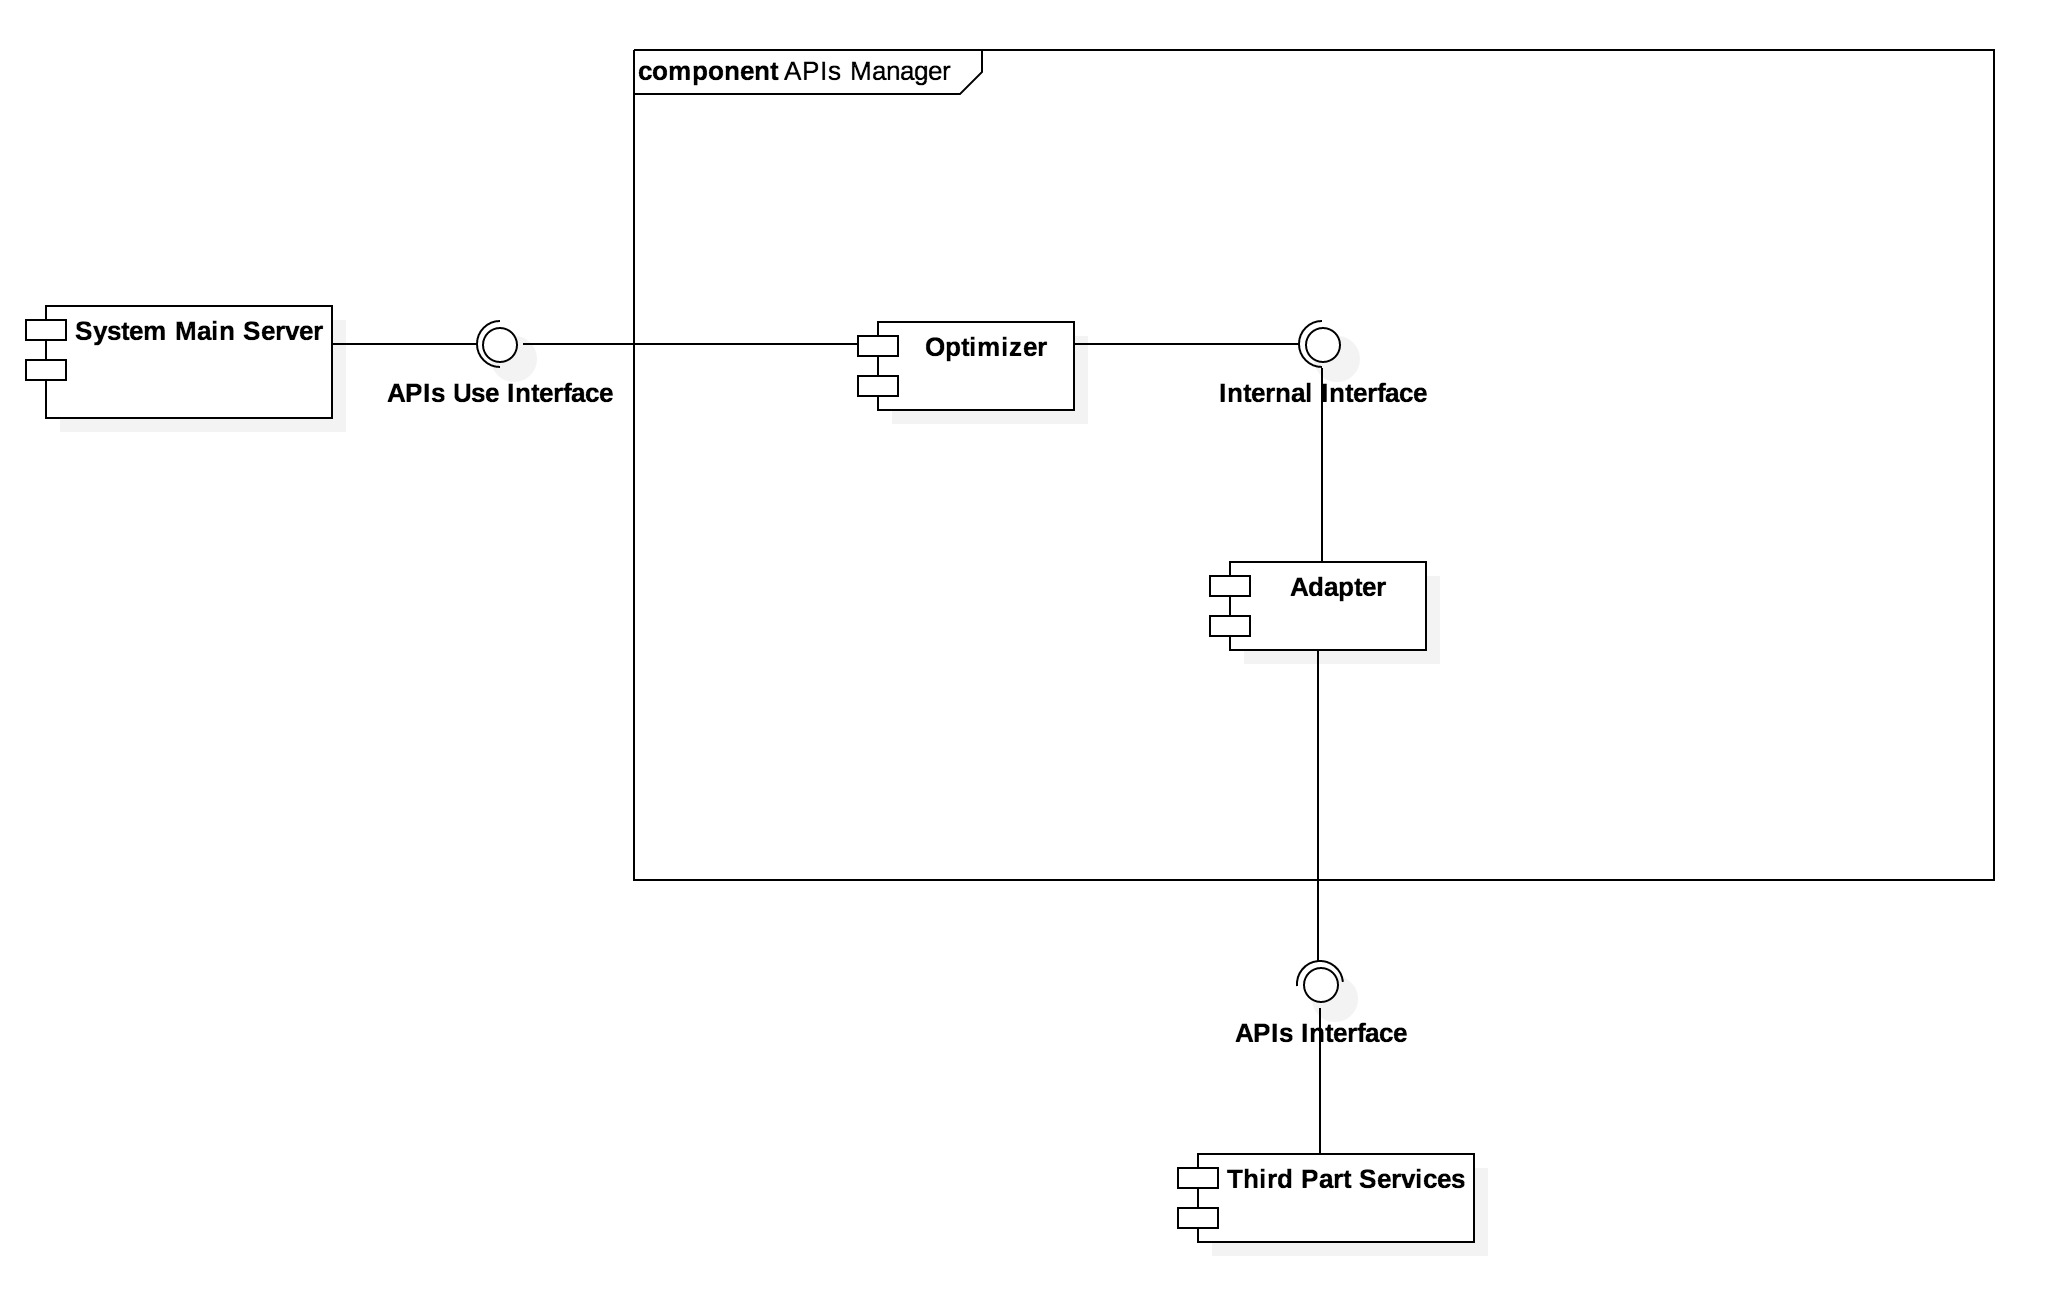 component APIs Manager
System Main Server
APIs Use Interface
Optimizer
Internal Interface
Adapter
APIs Interface
Third Part Services